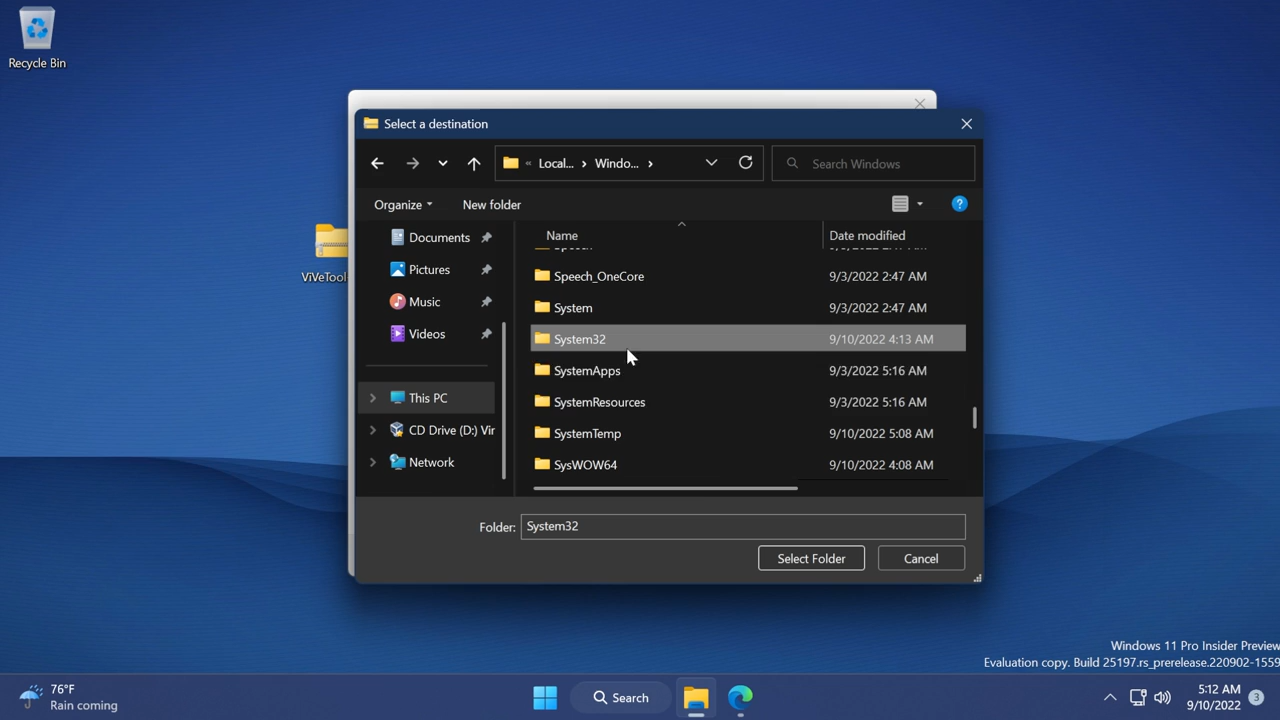 Recycle Bin
ViVeTool
Select a destination
« Local... › Windo... ›
Search Windows
Organize
New folder
?
Name
Date modified
Documents
Pictures
Music
Videos
This PC
CD Drive (D:) Vir
Network
Speech_OneCore 9/3/2022 2:47 AM
System 9/3/2022 2:47 AM
System32 9/10/2022 4:13 AM
SystemApps 9/3/2022 5:16 AM
SystemResources 9/3/2022 5:16 AM
SystemTemp 9/10/2022 5:08 AM
SysWOW64 9/10/2022 4:08 AM
Folder: System32
Select Folder
Cancel
Windows 11 Pro Insider Preview
Evaluation copy. Build 25197.rs_prerelease.220902-1559
76°F
Rain coming
Search
5:12 AM
9/10/2022
3